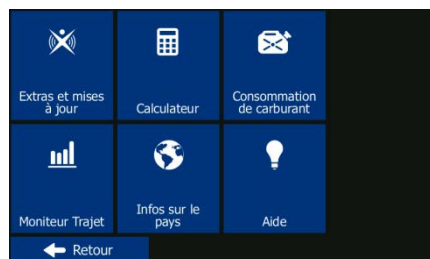 Extras et mises
à jour
Calculateur
Consommation
de carburant
Moniteur Trajet
Infos sur le
pays
Aide
Retour